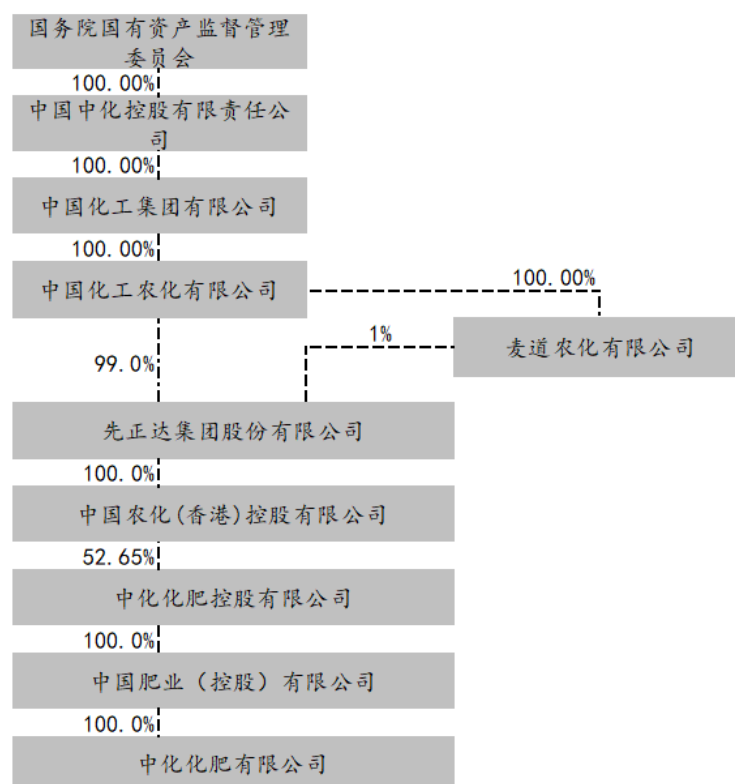 国务院国有资产监督管理
委员会
100.00%
中国中化控股有限责任公
司
100.00%
中国化工集团有限公司
100.00%
中国化工农化有限公司
100.00%
麦道农化有限公司
1%
99.0%
先正达集团股份有限公司
100.0%
中国农化(香港)控股有限公司
52.65%
中化化肥控股有限公司
100.0%
中国肥业（控股）有限公司
100.0%
中化化肥有限公司